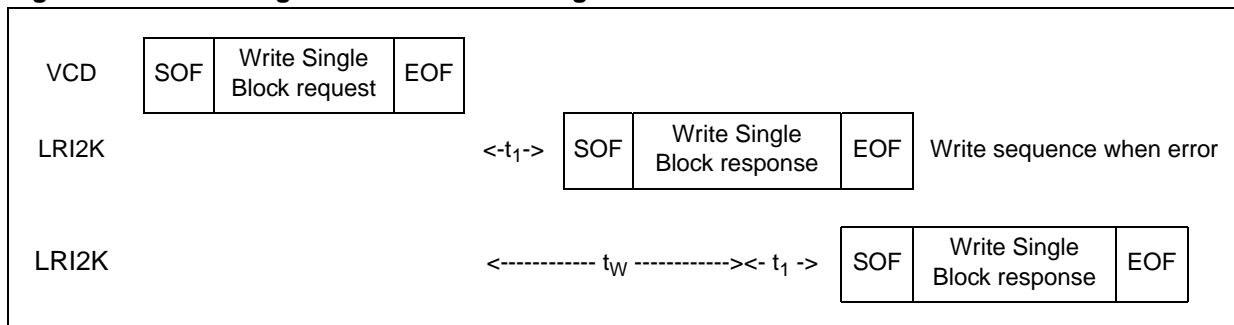 VCD SOF Write Single Block request EOF
LRI2K <-t1-> SOF Write Single Block response EOF Write sequence when error
LRI2K <------------ tW ------------><- t1 -> SOF Write Single Block response EOF